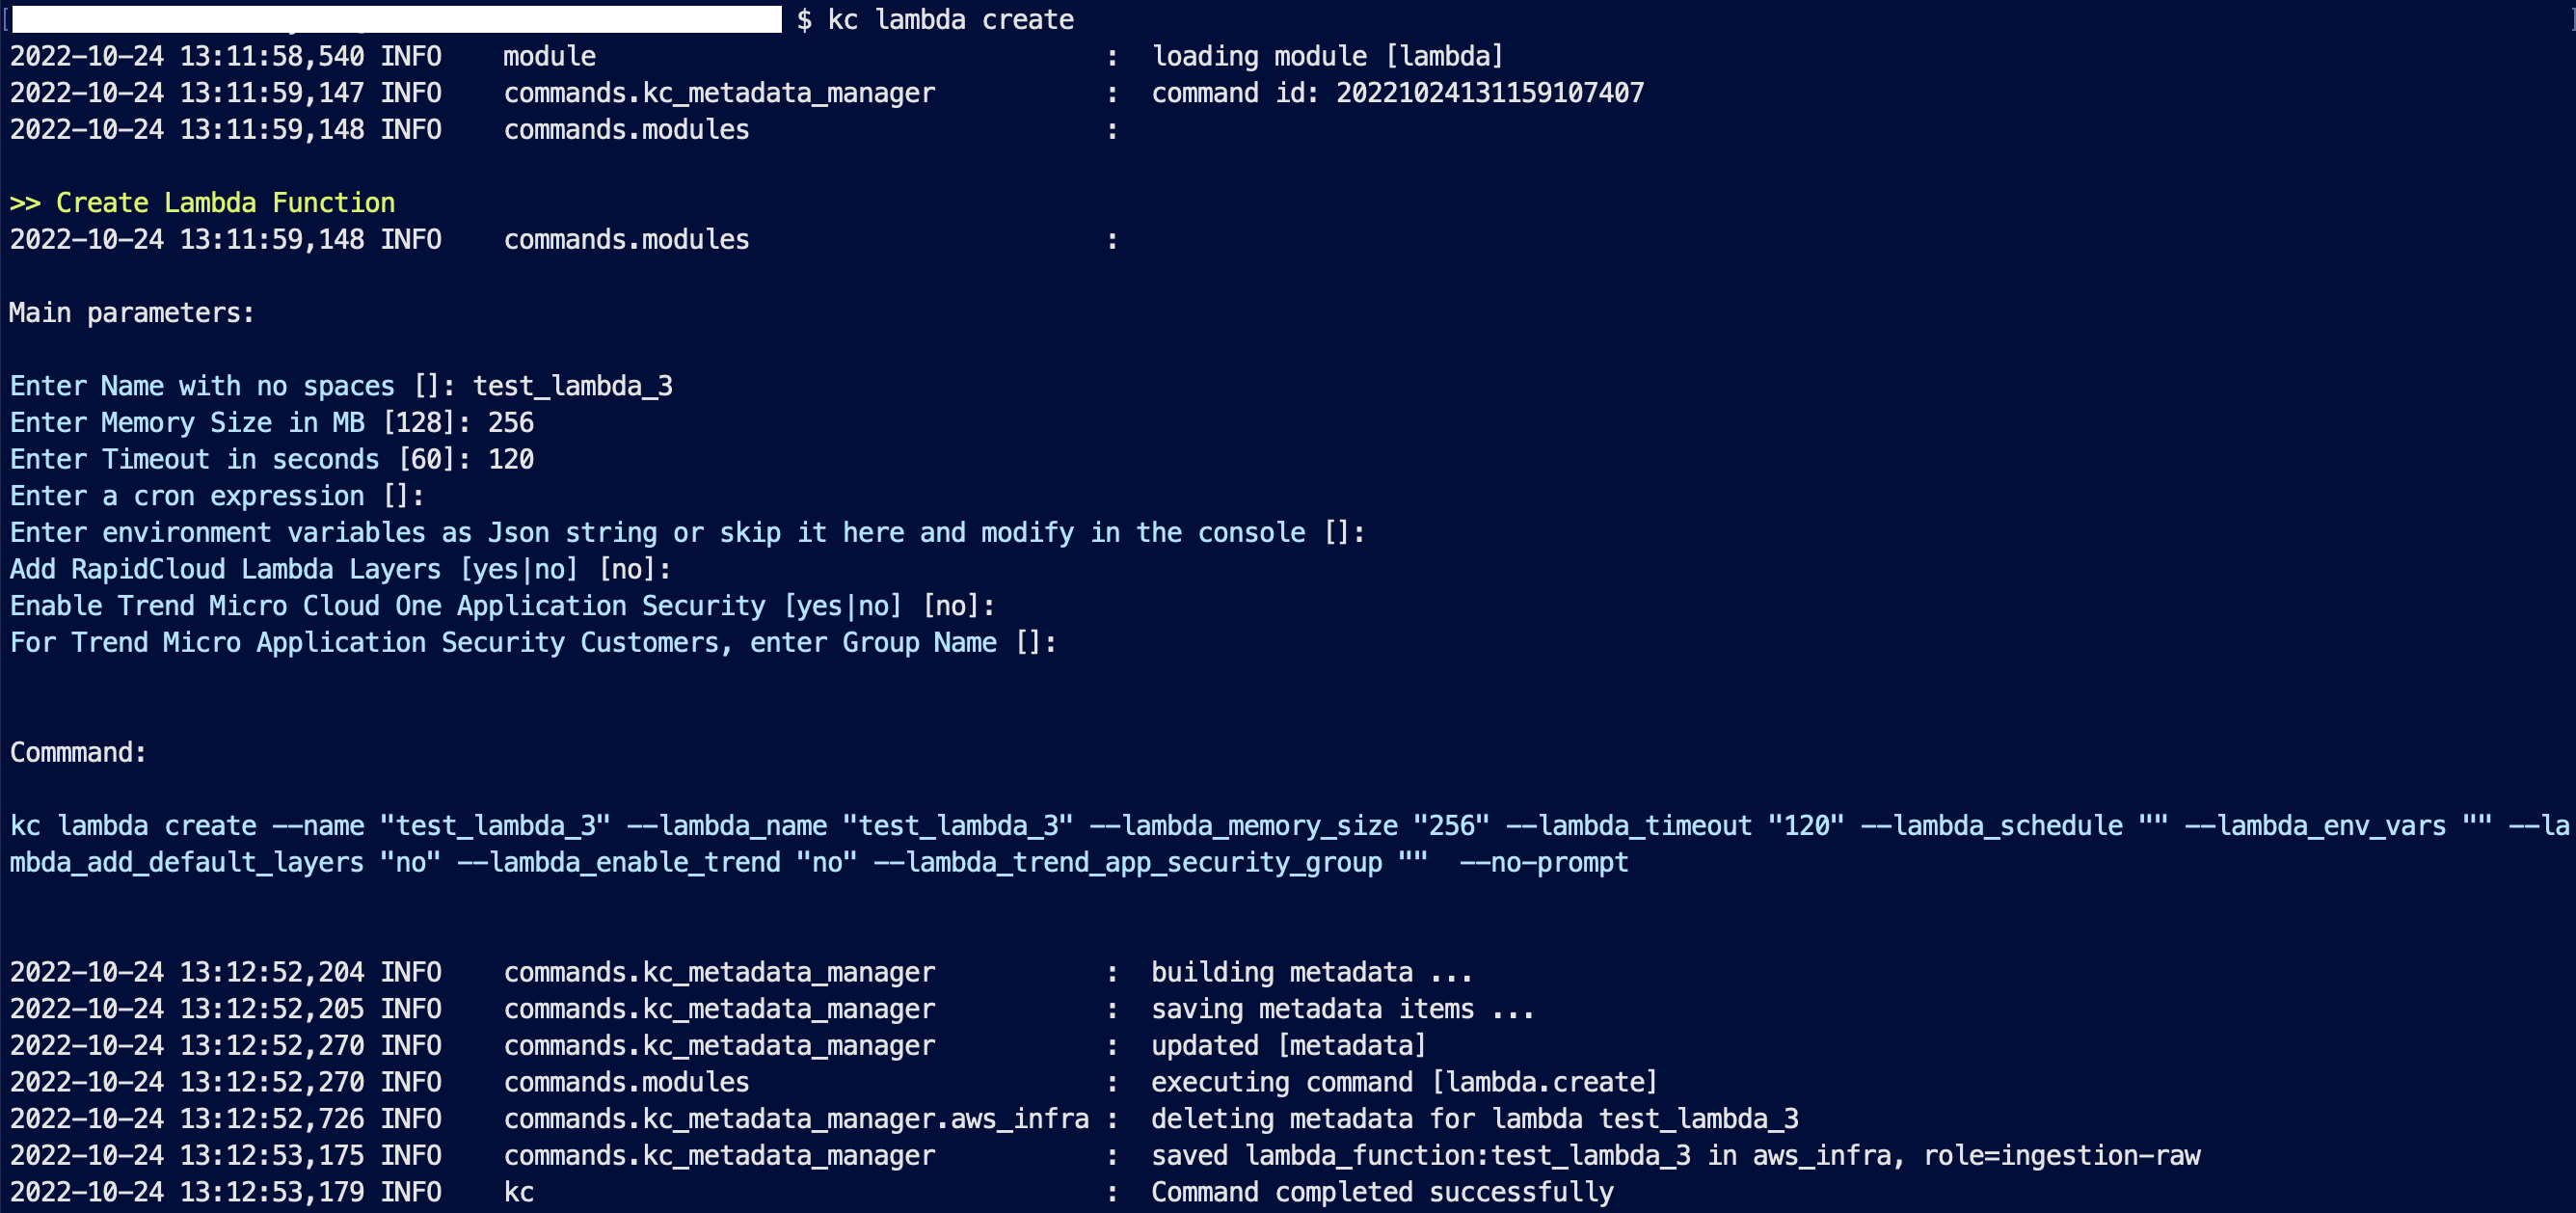 $ kc lambda create
2022-10-24 13:11:58,540 INFO    module                                 :  loading module [lambda]
2022-10-24 13:11:59,147 INFO    commands.kc_metadata_manager           :  command id: 20221024131159107407
2022-10-24 13:11:59,148 INFO    commands.modules                       :
>> Create Lambda Function
2022-10-24 13:11:59,148 INFO    commands.modules                       :
Main parameters:
Enter Name with no spaces []: test_lambda_3
Enter Memory Size in MB [128]: 256
Enter Timeout in seconds [60]: 120
Enter a cron expression []:
Enter environment variables as Json string or skip it here and modify in the console []:
Add RapidCloud Lambda Layers [yes|no] [no]:
Enable Trend Micro Cloud One Application Security [yes|no] [no]:
For Trend Micro Application Security Customers, enter Group Name []:
Commmand:
kc lambda create --name "test_lambda_3" --lambda_name "test_lambda_3" --lambda_memory_size "256" --lambda_timeout "120" --lambda_schedule "" --lambda_env_vars "" --la
mbda_add_default_layers "no" --lambda_enable_trend "no" --lambda_trend_app_security_group ""  --no-prompt
2022-10-24 13:12:52,204 INFO    commands.kc_metadata_manager           :  building metadata ...
2022-10-24 13:12:52,205 INFO    commands.kc_metadata_manager           :  saving metadata items ...
2022-10-24 13:12:52,270 INFO    commands.kc_metadata_manager           :  updated [metadata]
2022-10-24 13:12:52,270 INFO    commands.modules                       :  executing command [lambda.create]
2022-10-24 13:12:52,726 INFO    commands.kc_metadata_manager.aws_infra :  deleting metadata for lambda test_lambda_3
2022-10-24 13:12:53,175 INFO    commands.kc_metadata_manager           :  saved lambda_function:test_lambda_3 in aws_infra, role=ingestion-raw
2022-10-24 13:12:53,179 INFO    kc                                     :  Command completed successfully